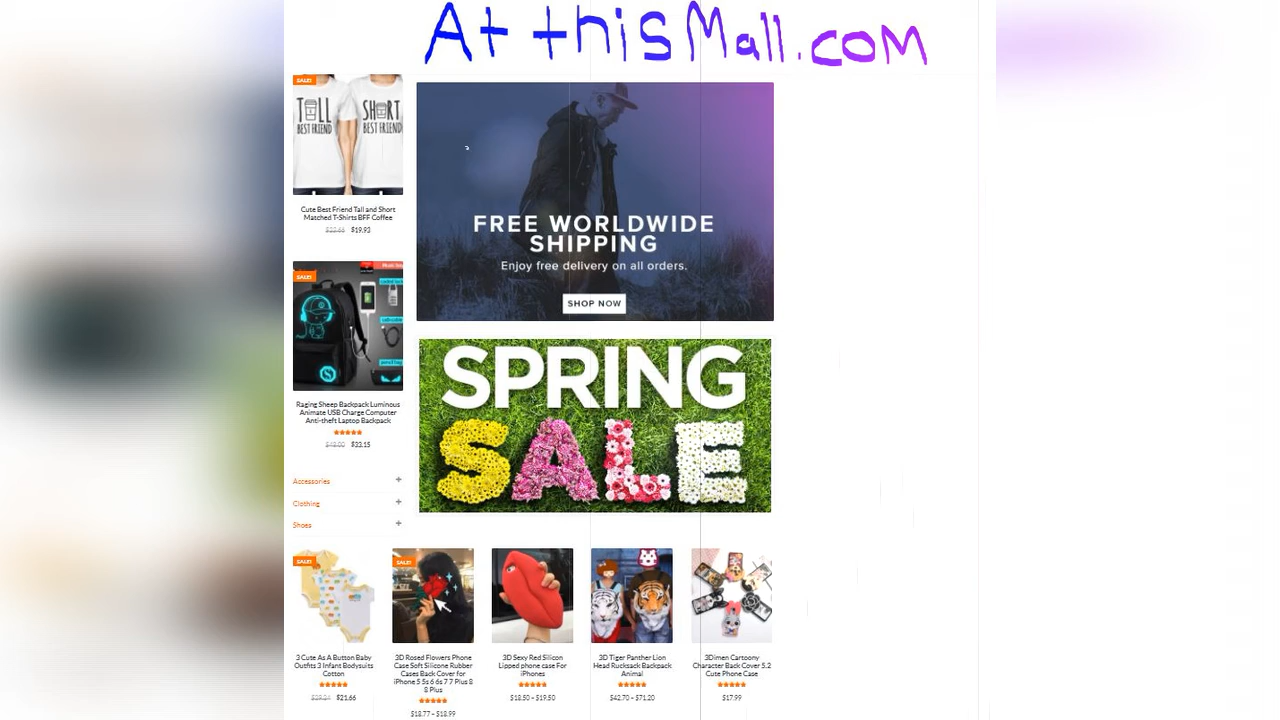 At thisMall.com
SALE!
TALL
BEST FRIEND
SHORT
BEST FRIEND
Cute Best Friend Tall and Short
Matched T-Shirts BFF Coffee
$19.93
FREE WORLDWIDE
SHIPPING
Enjoy free delivery on all orders.
SHOP NOW
SALE!
Raging Sheep Backpack Luminous
Animate USB Charge Computer
Anti-theft Laptop Backpack
$33.15
SPRING
SALE
Accessories +
Clothing +
Shoes +
SALE!
3 Cute As A Button Baby
Outfits 3 Infant Bodysuits
Cotton
$21.66
SALE!
3D Rosed Flowers Phone
Case Soft Silicone Rubber
Cases Back Cover for
iPhone 5 5s 6 6s 7 7 Plus 8
8 Plus
$18.77 – $18.99
3D Sexy Red Silicon
Lipped phone case For
iPhones
$18.50 – $19.50
3D Tiger Panther Lion
Head Rucksack Backpack
Animal
$42.70 – $71.20
3Dimen Cartoony
Character Back Cover 5.2
Cute Phone Case
$17.99